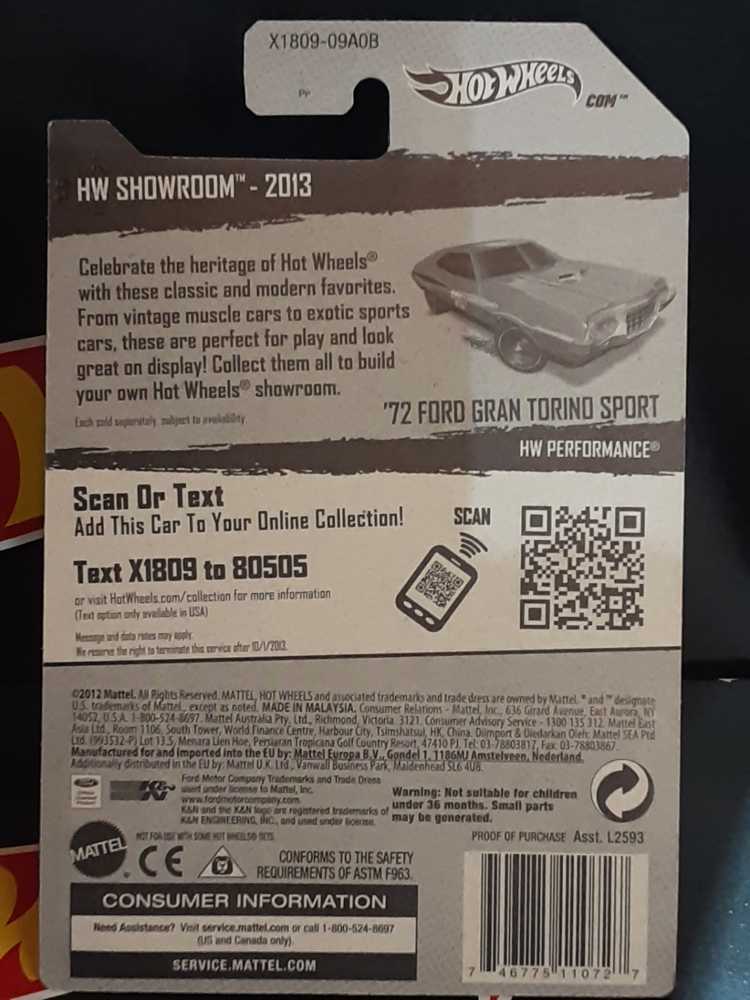 X1809-09A0B
PP
HOT WHEELS
COM™
HW SHOWROOM™ - 2013
Celebrate the heritage of Hot Wheels®
with these classic and modern favorites.
From vintage muscle cars to exotic sports
cars, these are perfect for play and look
great on display! Collect them all to build
your own Hot Wheels® showroom.
Each sold separately, subject to availability.
'72 FORD GRAN TORINO SPORT
HW PERFORMANCE®
Scan Or Text
Add This Car To Your Online Collection!
SCAN
Text X1809 to 80505
or visit HotWheels.com/collection for more information
(Text option only available in USA)
Message and data rates may apply.
We reserve the right to terminate this service after 10/1/2013.
©2012 Mattel. All Rights Reserved. MATTEL, HOT WHEELS and associated trademarks and trade dress are owned by Mattel. ® and ™ designate
U.S. trademarks of Mattel, except as noted. MADE IN MALAYSIA. Consumer Relations - Mattel, Inc., 636 Girard Avenue, East Aurora, NY
14052, U.S.A. 1-800-524-8697. Mattel Australia Pty. Ltd., Richmond, Victoria. 3121. Consumer Advisory Service - 1300 135 312. Mattel East
Asia Ltd., Room 1106, South Tower, World Finance Centre, Harbour City, Tsimshatsui, HK, China. Diimport & Diedarkan Oleh: Mattel SEA Ptd
Ltd. (993532-P) Lot 13.5, Menara Lien Hoe, Persiaran Tropicana Golf Country Resort, 47410 PJ. Tel: 03-78803817, Fax: 03-78803867.
Manufactured for and imported into the EU by: Mattel Europa B.V., Gondel 1, 1186MJ Amstelveen, Nederland.
Additionally distributed in the EU by: Mattel U.K. Ltd., Vanwall Business Park, Maidenhead SL6 4UB.
Ford Motor Company Trademarks and Trade Dress
used under license to Mattel, Inc.
www.fordmotorcompany.com
K&N and the K&N logo are registered trademarks of
K&N ENGINEERING, INC., and used under license.
K&N
Warning: Not suitable for children
under 36 months. Small parts
may be generated.
NOT FOR USE WITH SOME HOT WHEELS® SETS.
PROOF OF PURCHASE Asst. L2593
MATTEL
CE
CONFORMS TO THE SAFETY
REQUIREMENTS OF ASTM F963.
CONSUMER INFORMATION
Need Assistance? Visit service.mattel.com or call 1-800-524-8697
(US and Canada only).
SERVICE.MATTEL.COM
7 46775 11072 7